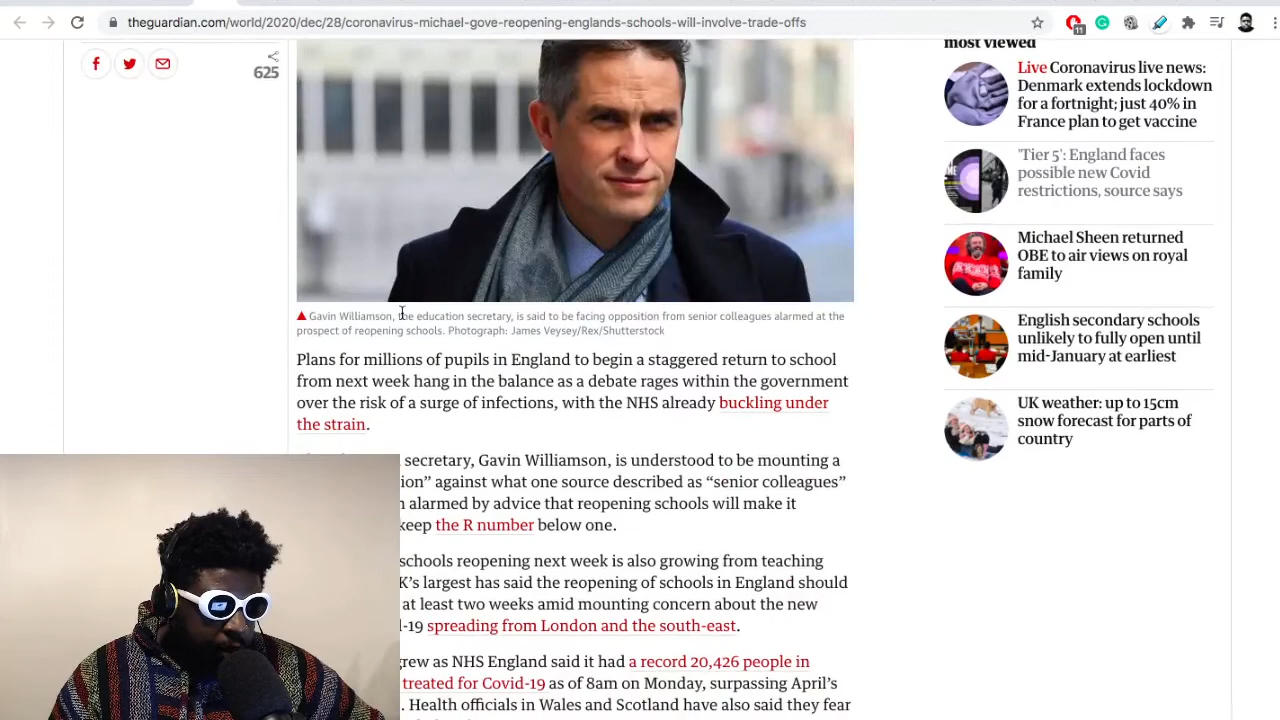 theguardian.com/world/2020/dec/28/coronavirus-michael-gove-reopening-englands-schools-will-involve-trade-offs
11
625
Gavin Williamson, the education secretary, is said to be facing opposition from senior colleagues alarmed at the
prospect of reopening schools. Photograph: James Veysey/Rex/Shutterstock
Plans for millions of pupils in England to begin a staggered return to school
from next week hang in the balance as a debate rages within the government
over the risk of a surge of infections, with the NHS already buckling under
the strain.
secretary, Gavin Williamson, is understood to be mounting a
ion” against what one source described as “senior colleagues”
alarmed by advice that reopening schools will make it
keep the R number below one.
schools reopening next week is also growing from teaching
K’s largest has said the reopening of schools in England should
at least two weeks amid mounting concern about the new
-19 spreading from London and the south-east.
grew as NHS England said it had a record 20,426 people in
treated for Covid-19 as of 8am on Monday, surpassing April’s
. Health officials in Wales and Scotland have also said they fear
most viewed
Live Coronavirus live news:
Denmark extends lockdown
for a fortnight; just 40% in
France plan to get vaccine
'Tier 5': England faces
possible new Covid
restrictions, source says
Michael Sheen returned
OBE to air views on royal
family
English secondary schools
unlikely to fully open until
mid-January at earliest
UK weather: up to 15cm
snow forecast for parts of
country